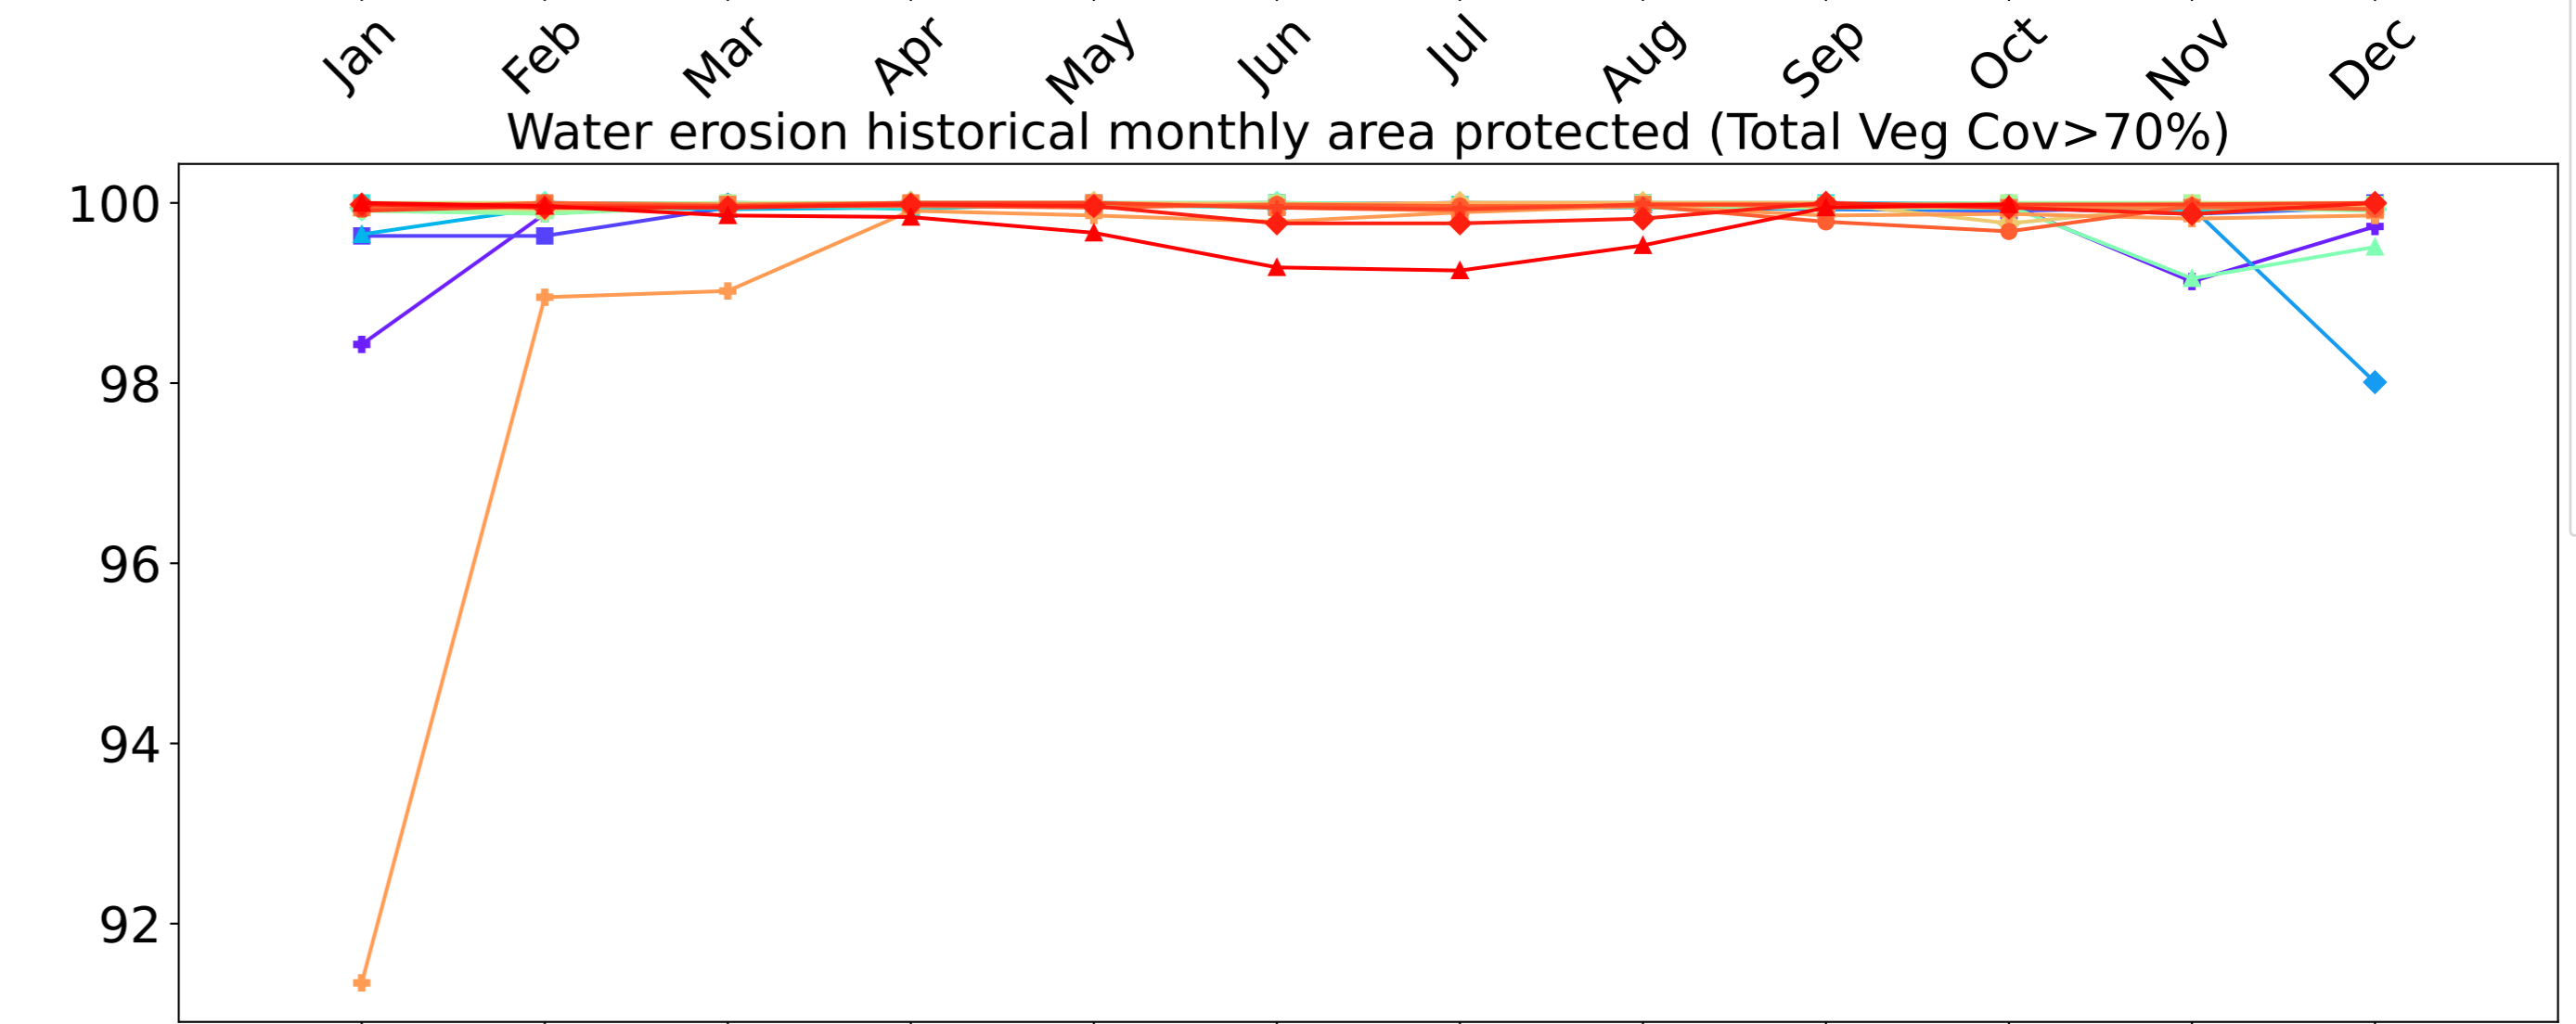 Jan Feb Mar Apr May Jun Jul Aug Sep Oct Nov Dec
Water erosion historical monthly area protected (Total Veg Cov>70%)
100
98
96
94
92